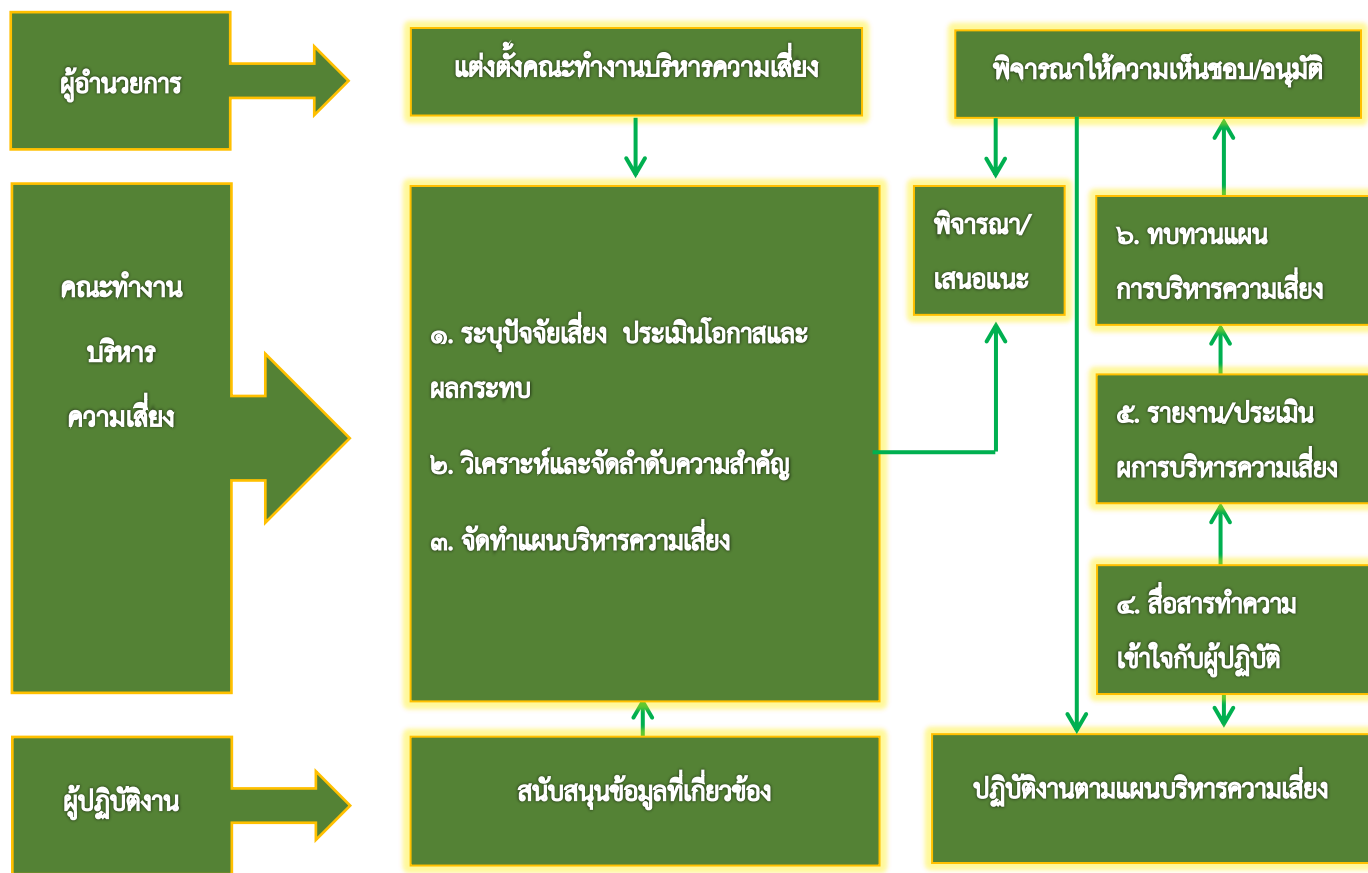 ผู้อำนวยการ
แต่งตั้งคณะทำงานบริหารความเสี่ยง
พิจารณาให้ความเห็นชอบ/อนุมัติ
คณะทำงาน
บริหาร
ความเสี่ยง
๑. ระบุปัจจัยเสี่ยง ประเมินโอกาสและ
ผลกระทบ
๒. วิเคราะห์และจัดลำดับความสำคัญ
๓. จัดทำแผนบริหารความเสี่ยง
พิจารณา/
เสนอแนะ
๖. ทบทวนแผน
การบริหารความเสี่ยง
๕. รายงาน/ประเมิน
ผการบริหารความเสี่ยง
๔. สื่อสารทำความ
เข้าใจกับผู้ปฏิบัติ
ผู้ปฏิบัติงาน
สนับสนุนข้อมูลที่เกี่ยวข้อง
ปฏิบัติงานตามแผนบริหารความเสี่ยง